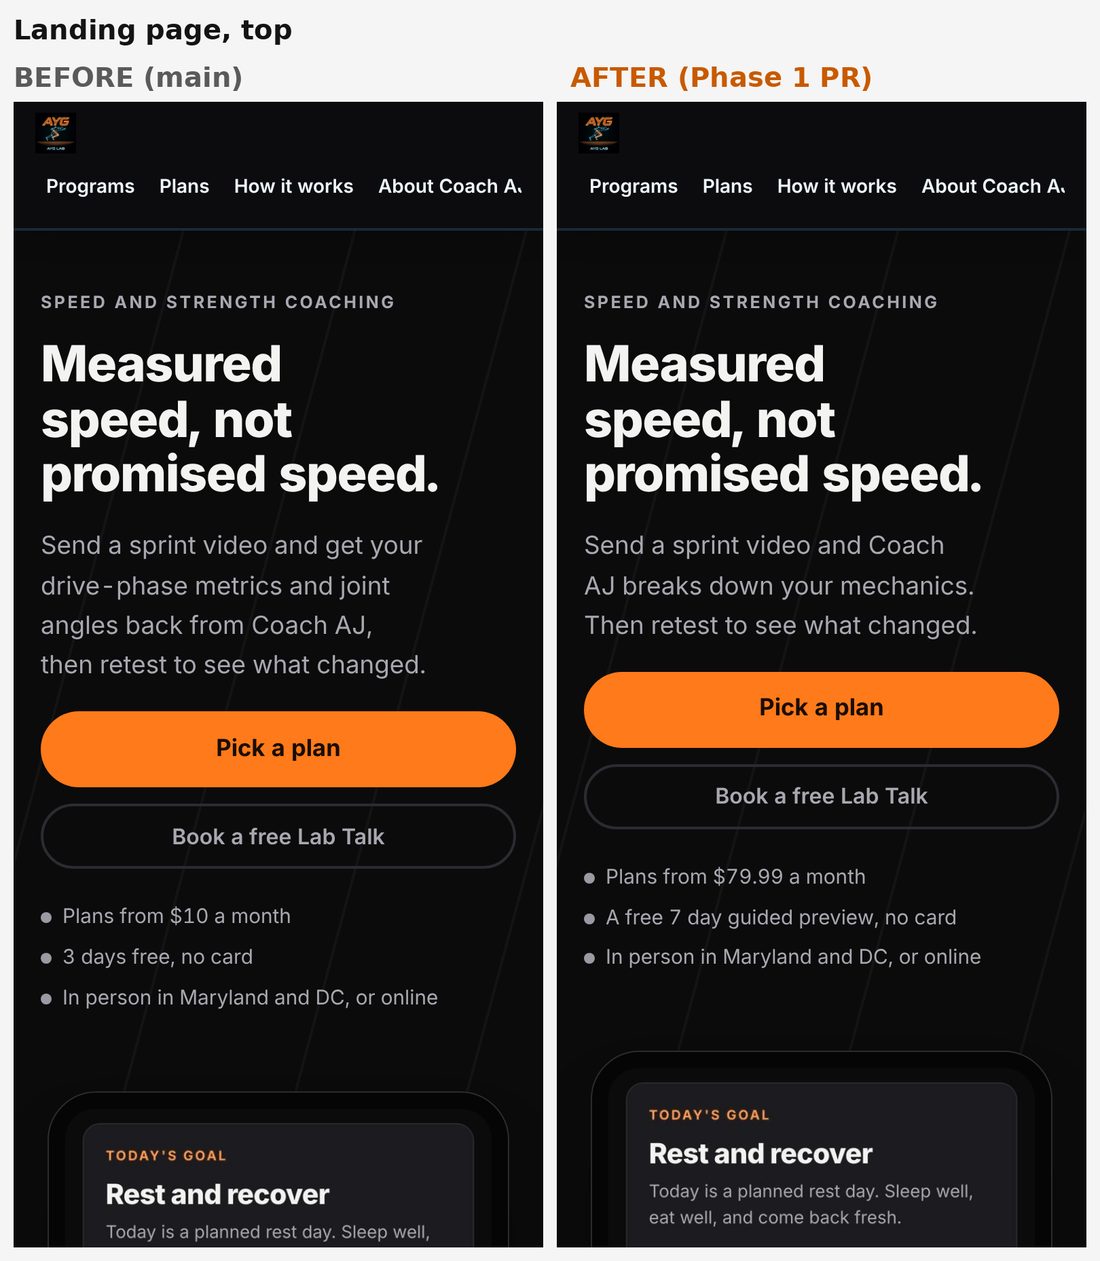 Landing page, top
BEFORE (main)
AYG
AYG LAB
Programs Plans How it works About Coach
SPEED AND STRENGTH COACHING
Measured
speed, not
promised speed.
Send a sprint video and get your
drive-phase metrics and joint
angles back from Coach AJ,
then retest to see what changed.
Pick a plan
Book a free Lab Talk
Plans from $10 a month
3 days free, no card
In person in Maryland and DC, or online
TODAY'S GOAL
Rest and recover
Today is a planned rest day. Sleep well,
AFTER (Phase 1 PR)
AYG
AYG LAB
Programs Plans How it works About Coach
SPEED AND STRENGTH COACHING
Measured
speed, not
promised speed.
Send a sprint video and Coach
AJ breaks down your mechanics.
Then retest to see what changed.
Pick a plan
Book a free Lab Talk
Plans from $79.99 a month
A free 7 day guided preview, no card
In person in Maryland and DC, or online
TODAY'S GOAL
Rest and recover
Today is a planned rest day. Sleep well,
eat well, and come back fresh.